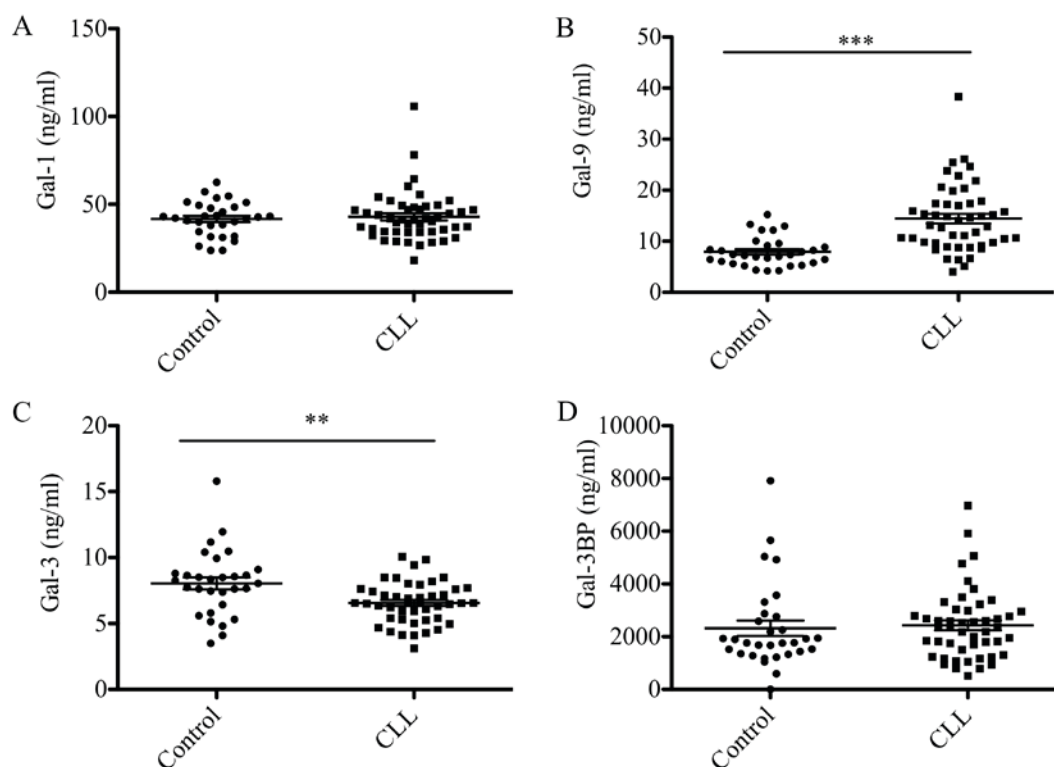 A
Gal-1 (ng/ml)
150
100
50
0
Control
CLL
B
***
Gal-9 (ng/ml)
50
40
30
20
10
0
Control
CLL
C
**
Gal-3 (ng/ml)
20
15
10
5
0
Control
CLL
D
Gal-3BP (ng/ml)
10000
8000
6000
4000
2000
0
Control
CLL